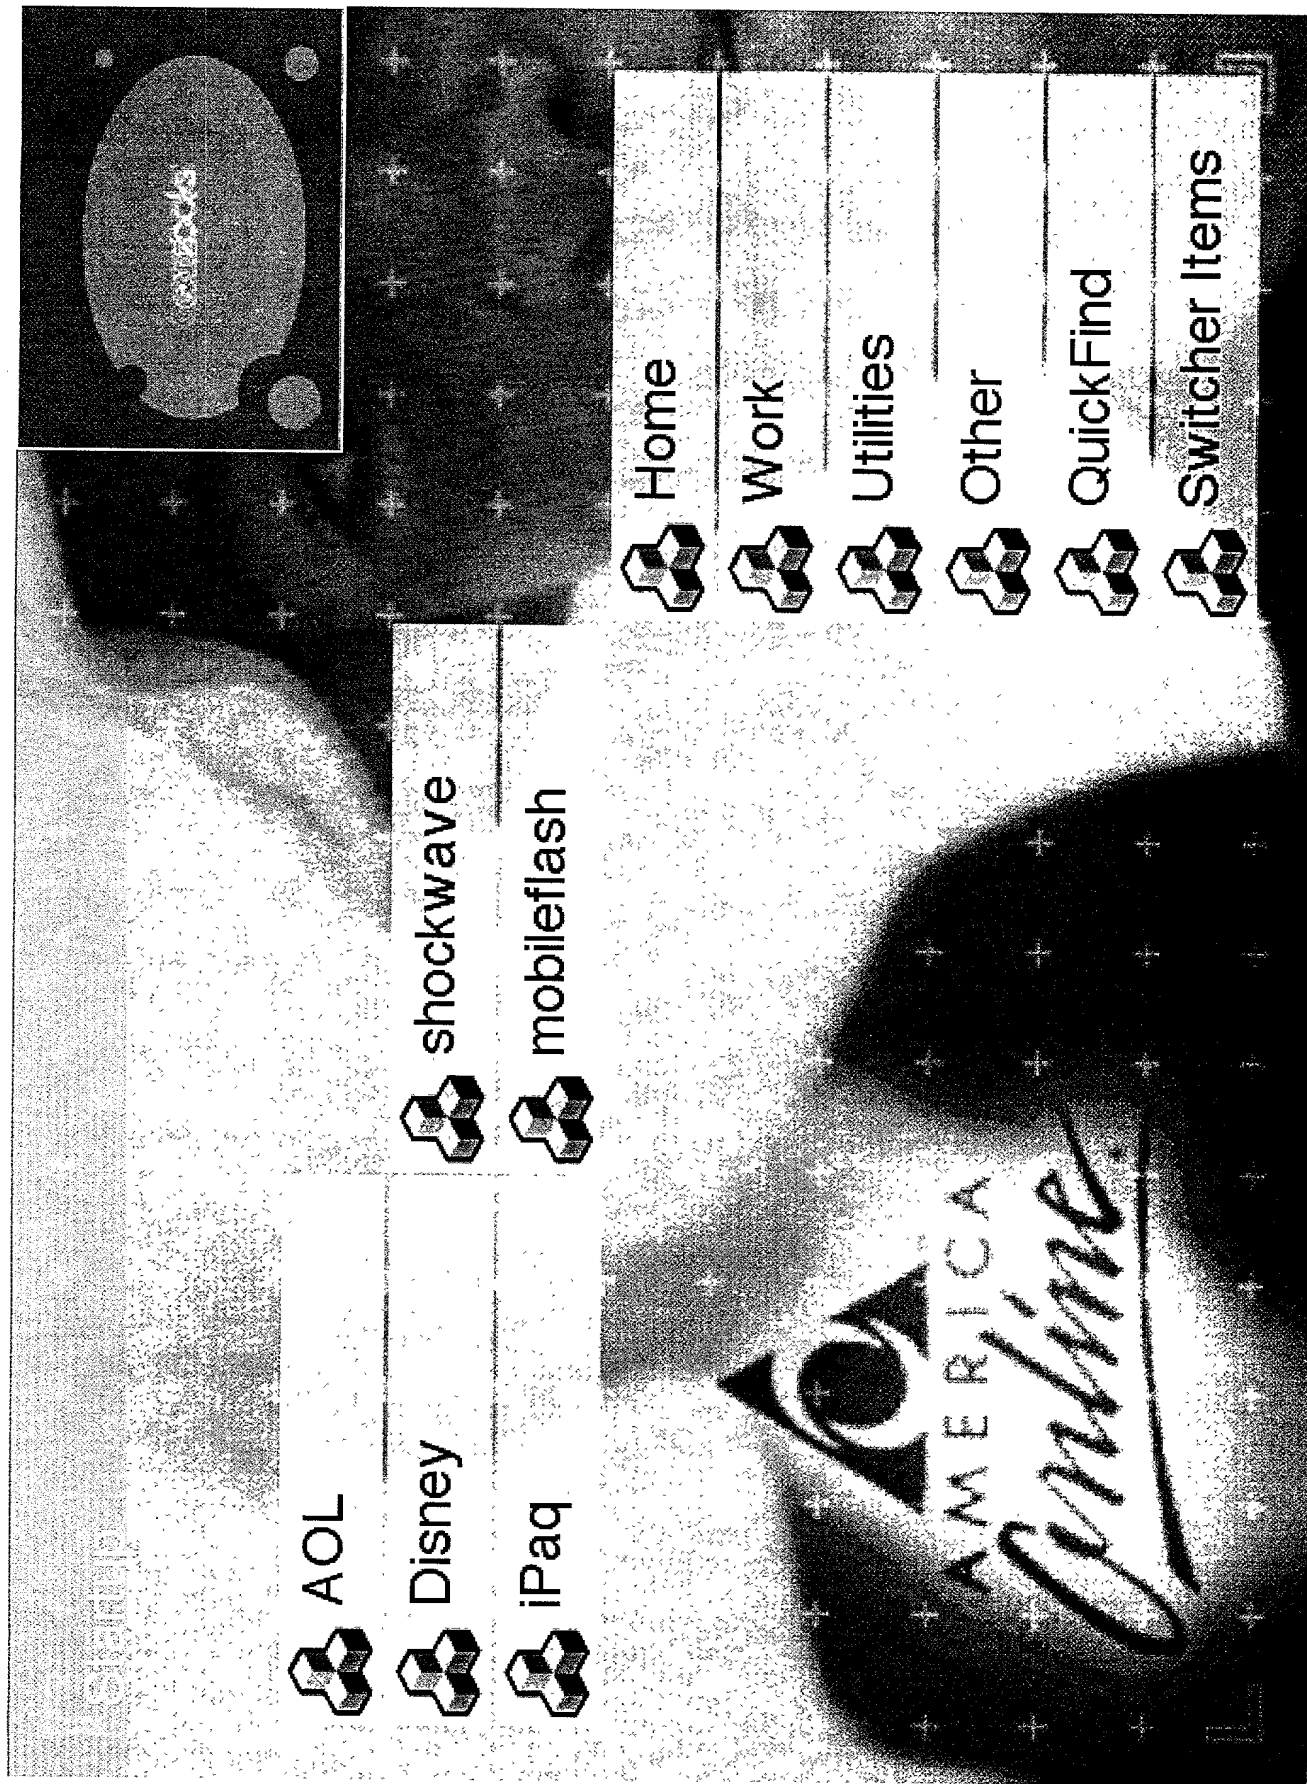 AOL
Disney
iPaq
shockwave
mobileflash
Home
Work
Utilities
Other
QuickFind
Switcher Items
AMERICA
Online.